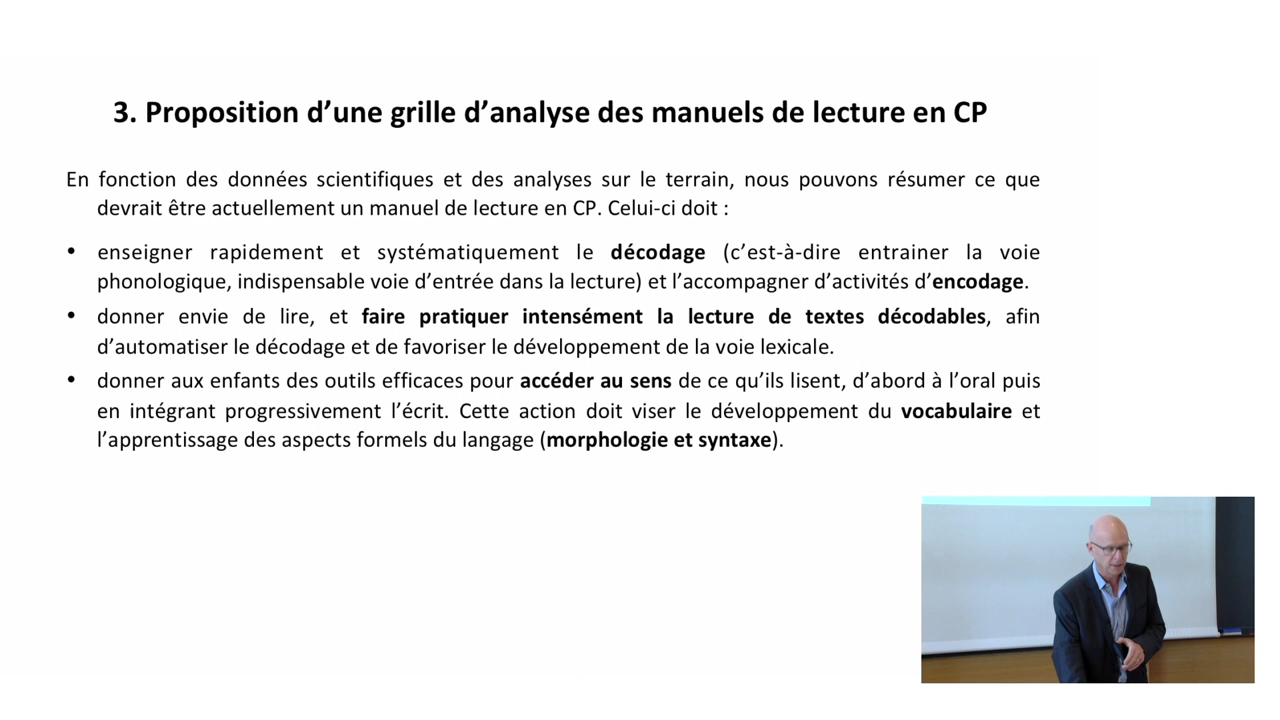 3. Proposition d’une grille d’analyse des manuels de lecture en CP
En fonction des données scientifiques et des analyses sur le terrain, nous pouvons résumer ce que
devrait être actuellement un manuel de lecture en CP. Celui-ci doit :
• enseigner rapidement et systématiquement le décodage (c’est-à-dire entrainer la voie
phonologique, indispensable voie d’entrée dans la lecture) et l’accompagner d’activités d’encodage.
• donner envie de lire, et faire pratiquer intensément la lecture de textes décodables, afin
d’automatiser le décodage et de favoriser le développement de la voie lexicale.
• donner aux enfants des outils efficaces pour accéder au sens de ce qu’ils lisent, d’abord à l’oral puis
en intégrant progressivement l’écrit. Cette action doit viser le développement du vocabulaire et
l’apprentissage des aspects formels du langage (morphologie et syntaxe).